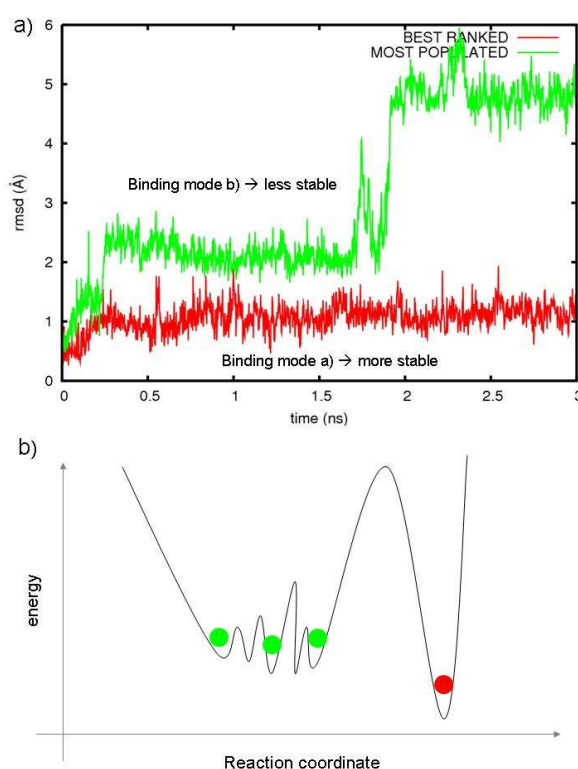 a)
BEST RANKED
MOST POPULATED
6
5
4
3
2
1
0
rmsd (Å)
Binding mode b) → less stable
Binding mode a) → more stable
0 0.5 1 1.5 2 2.5 3
time (ns)
b)
energy
Reaction coordinate